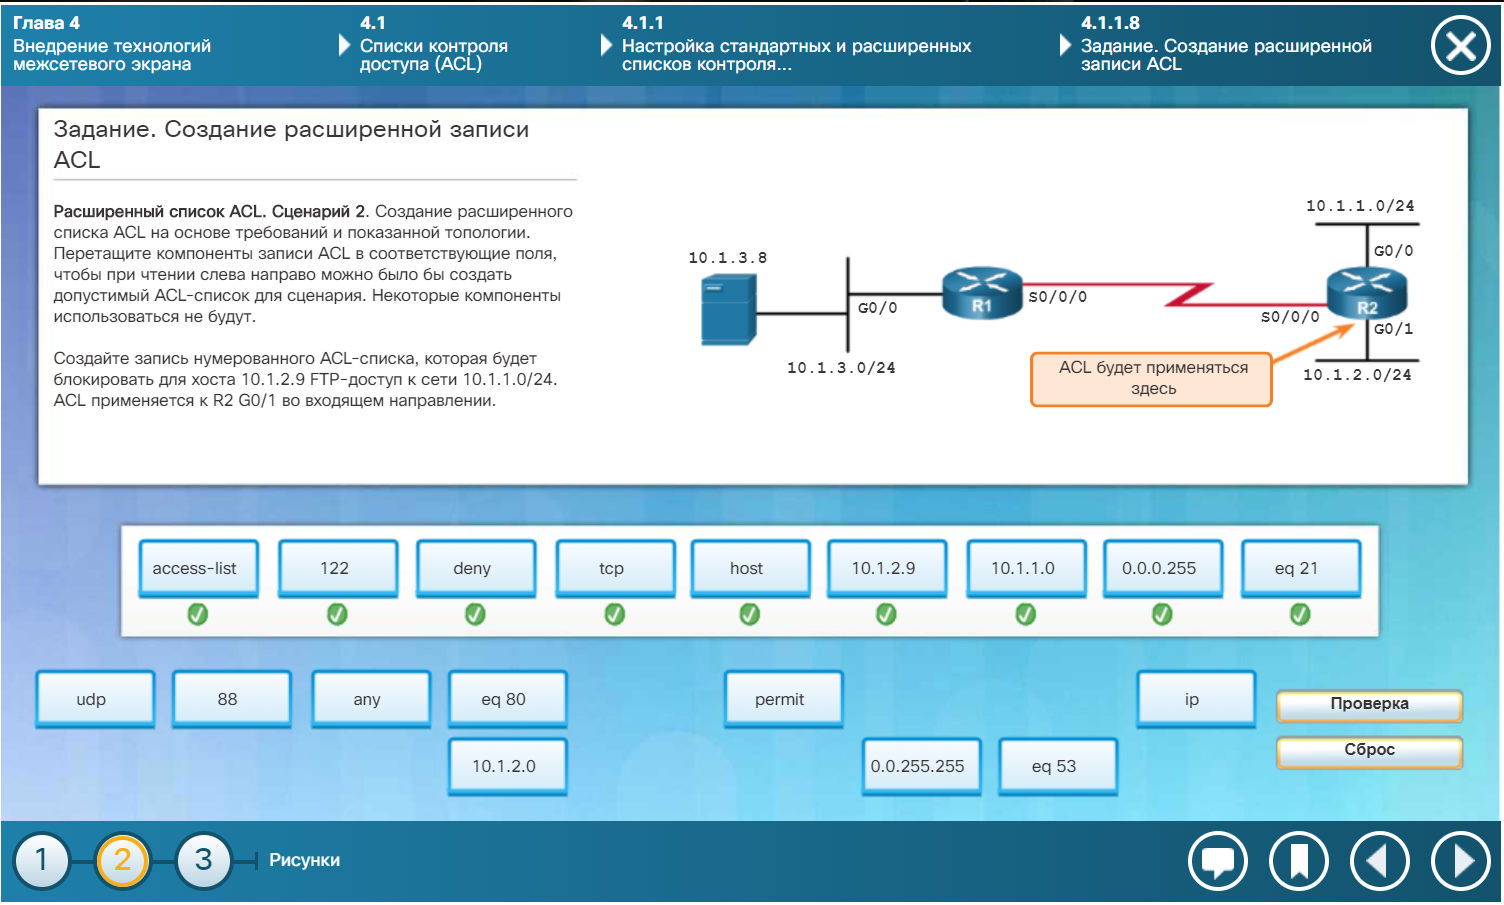 Глава 4
Внедрение технологий
межсетевого экрана
4.1
Списки контроля
доступа (ACL)
4.1.1
Настройка стандартных и расширенных
списков контроля...
4.1.1.8
Задание. Создание расширенной
записи ACL
Задание. Создание расширенной записи
ACL
Расширенный список ACL. Сценарий 2. Создание расширенного
списка ACL на основе требований и показанной топологии.
Перетащите компоненты записи ACL в соответствующие поля,
чтобы при чтении слева направо можно было бы создать
допустимый ACL-список для сценария. Некоторые компоненты
использоваться не будут.
Создайте запись нумерованного ACL-списка, которая будет
блокировать для хоста 10.1.2.9 FTP-доступ к сети 10.1.1.0/24.
ACL применяется к R2 G0/1 во входящем направлении.
10.1.1.0/24
G0/0
10.1.3.8
G0/0
R1
S0/0/0
S0/0/0
R2
G0/1
10.1.3.0/24
10.1.2.0/24
ACL будет применяться
здесь
access-list
122
deny
tcp
host
10.1.2.9
10.1.1.0
0.0.0.255
eq 21
udp
88
any
eq 80
permit
ip
Проверка
10.1.2.0
0.0.255.255
eq 53
Сброс
1
2
3
Рисунки